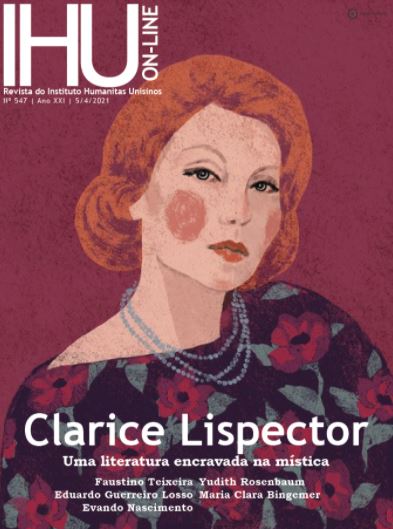 IHU
ON-LINE
Revista do Instituto Humanitas Unisinos
Nº 547 | Ano XXI | 5/4/2021
Clarice Lispector
Uma literatura encravada na mística
Faustino Teixeira Yudith Rosenbaum
Eduardo Guerreiro Losso Maria Clara Bingemer
Evando Nascimento